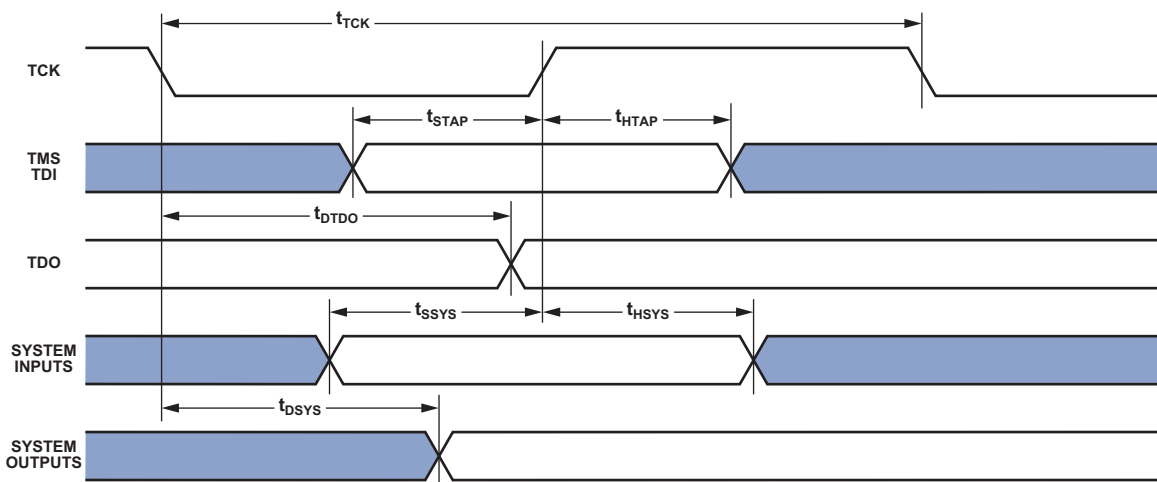 tTCK
TCK
tSTAP
tHTAP
TMS
TDI
tDTDO
TDO
tSSYS
tHSYS
SYSTEM
INPUTS
tDSYS
SYSTEM
OUTPUTS